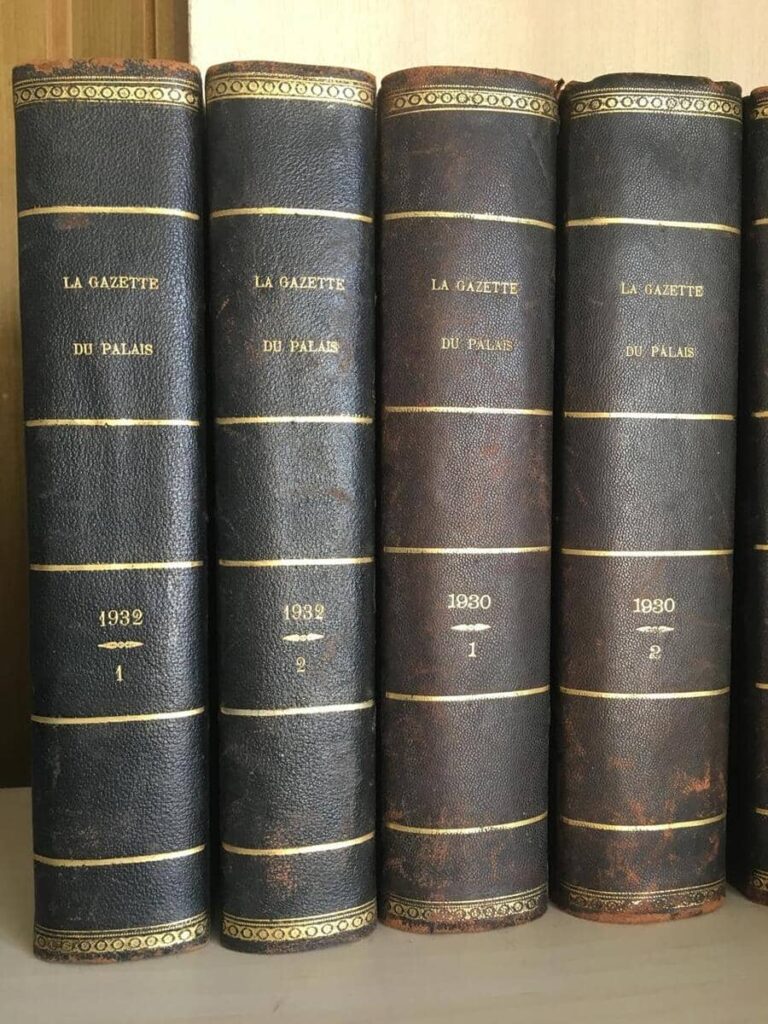 LA GAZETTE
DU PALAIS
1932
1
LA GAZETTE
DU PALAIS
1932
2
LA GAZETTE
DU PALAIS
1930
1
LA GAZETTE
DU PALAIS
1930
2